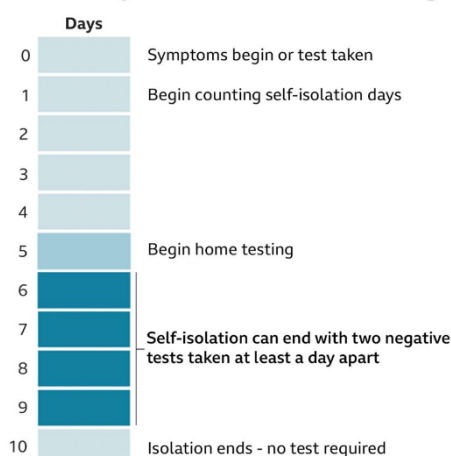 Days
0 Symptoms begin or test taken
1 Begin counting self-isolation days
2
3
4
5 Begin home testing
6
7
Self-isolation can end with two negative
tests taken at least a day apart
8
9
10 Isolation ends - no test required